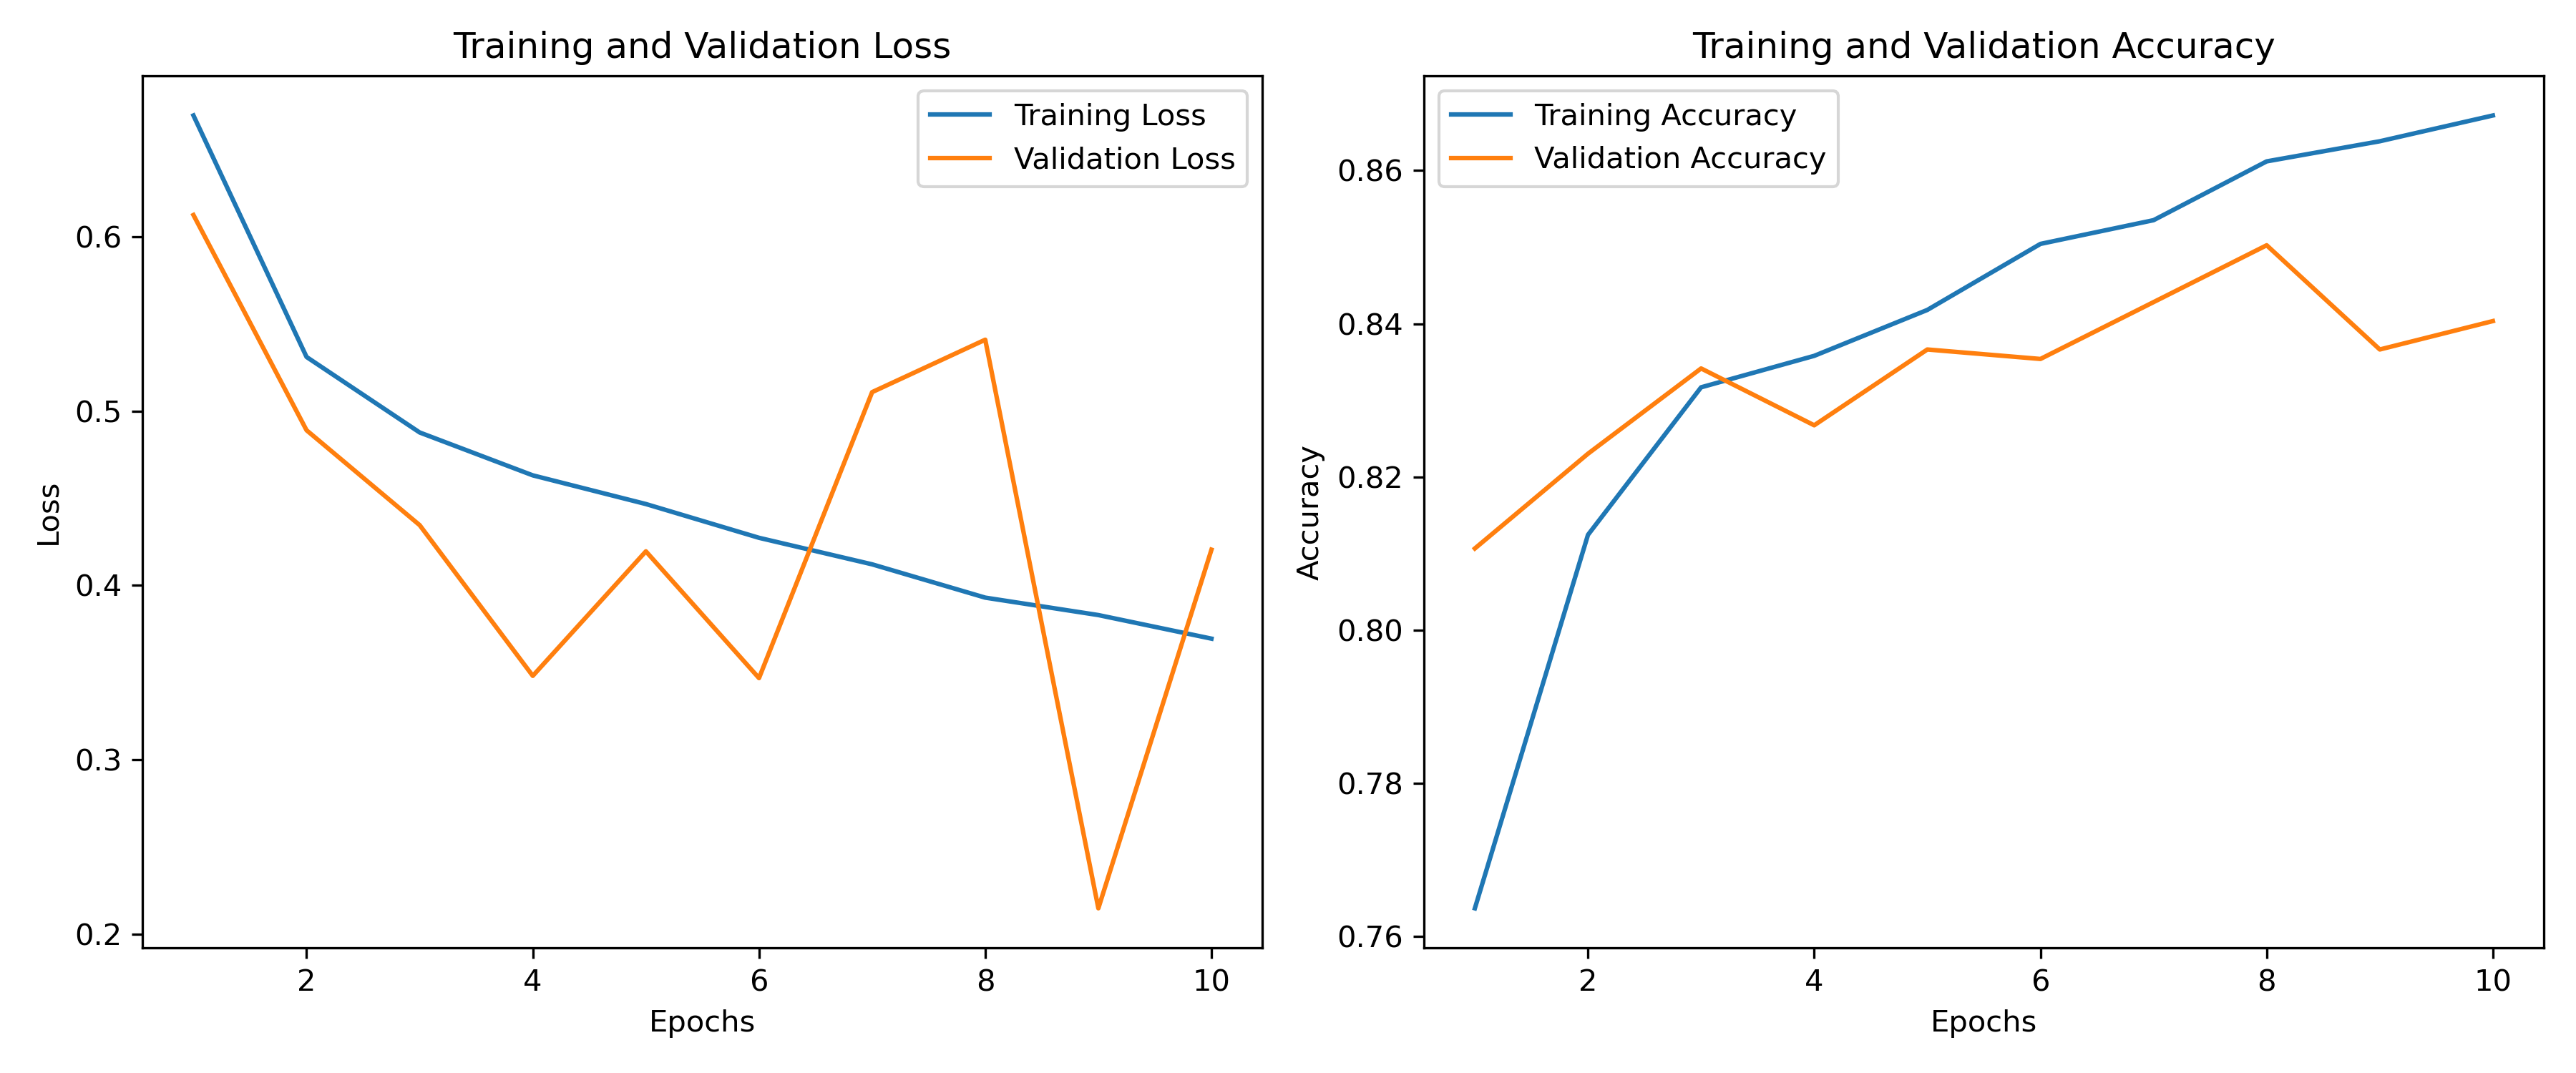 Training and Validation Loss
Training Loss
Validation Loss
0.6
0.5
0.4
0.3
0.2
Loss
2 4 6 8 10
Epochs
Training and Validation Accuracy
Training Accuracy
Validation Accuracy
0.86
0.84
0.82
0.80
0.78
0.76
Accuracy
2 4 6 8 10
Epochs